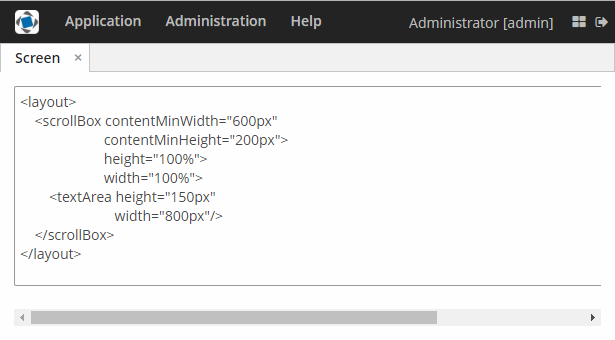 Application Administration Help Administrator [admin]
Screen ×
<layout>
<scrollBox contentMinWidth="600px"
contentMinHeight="200px">
height="100%">
width="100%">
<textArea height="150px"
width="800px"/>
</scrollBox>
</layout>